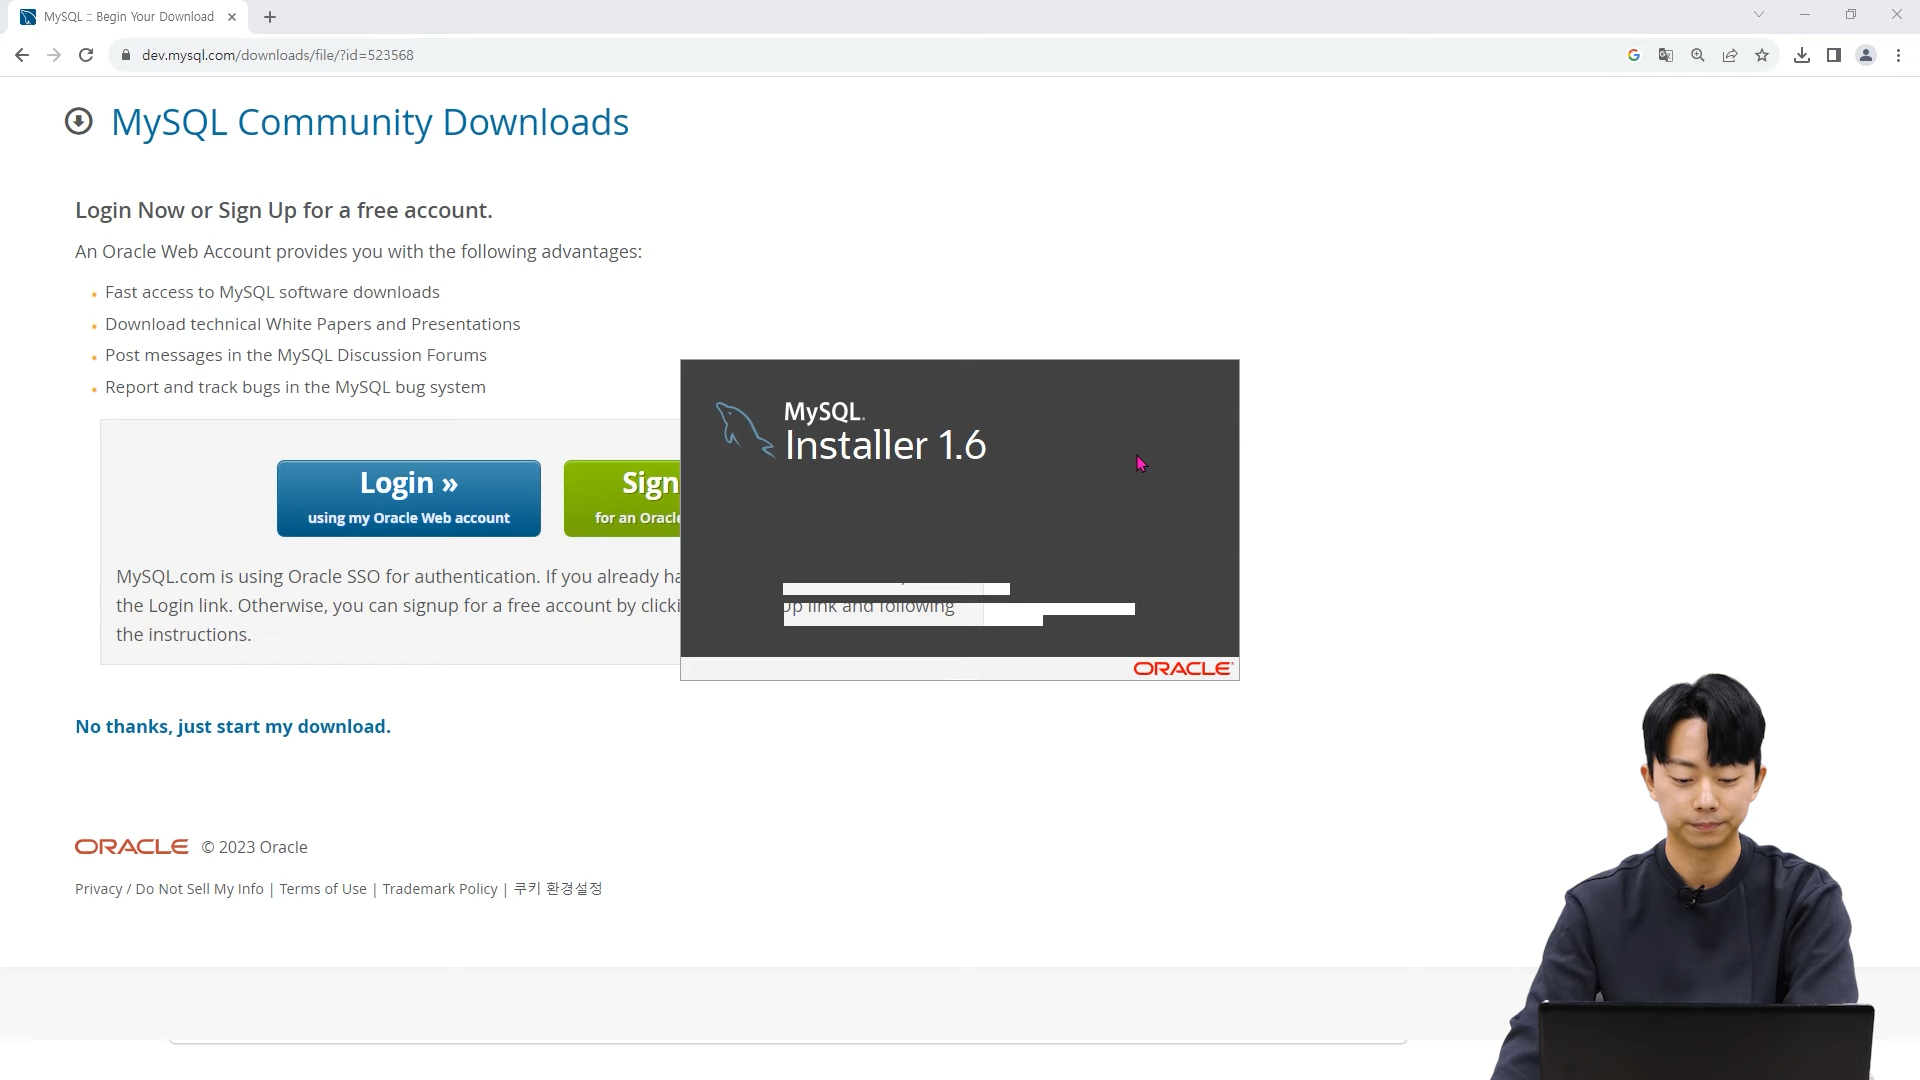 MySQL :: Begin Your Download
dev.mysql.com/downloads/file/?id=523568
MySQL Community Downloads
Login Now or Sign Up for a free account.
An Oracle Web Account provides you with the following advantages:
Fast access to MySQL software downloads
Download technical White Papers and Presentations
Post messages in the MySQL Discussion Forums
Report and track bugs in the MySQL bug system
Login »
using my Oracle Web account
Sign
for an Oracle
MySQL.
Installer 1.6
MySQL.com is using Oracle SSO for authentication. If you already ha
the Login link. Otherwise, you can signup for a free account by clicki
Up link and following
the instructions.
ORACLE
No thanks, just start my download.
ORACLE © 2023 Oracle
Privacy / Do Not Sell My Info | Terms of Use | Trademark Policy | 쿠키 환경설정